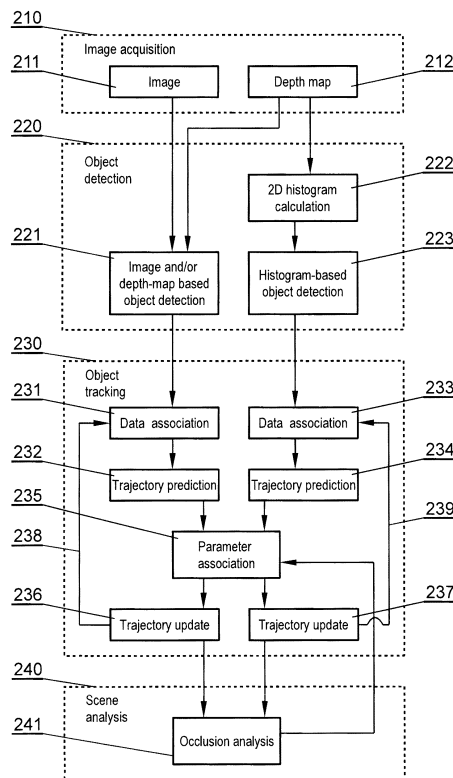 210
Image acquisition
211
Image
Depth map
212
220
Object
detection
2D histogram
calculation
222
221
Image and/or
depth-map based
object detection
Histogram-based
object detection
223
230
Object
tracking
231
Data association
Data association
233
232
Trajectory prediction
Trajectory prediction
234
235
Parameter
association
238
239
236
Trajectory update
Trajectory update
237
240
Scene
analysis
241
Occlusion analysis